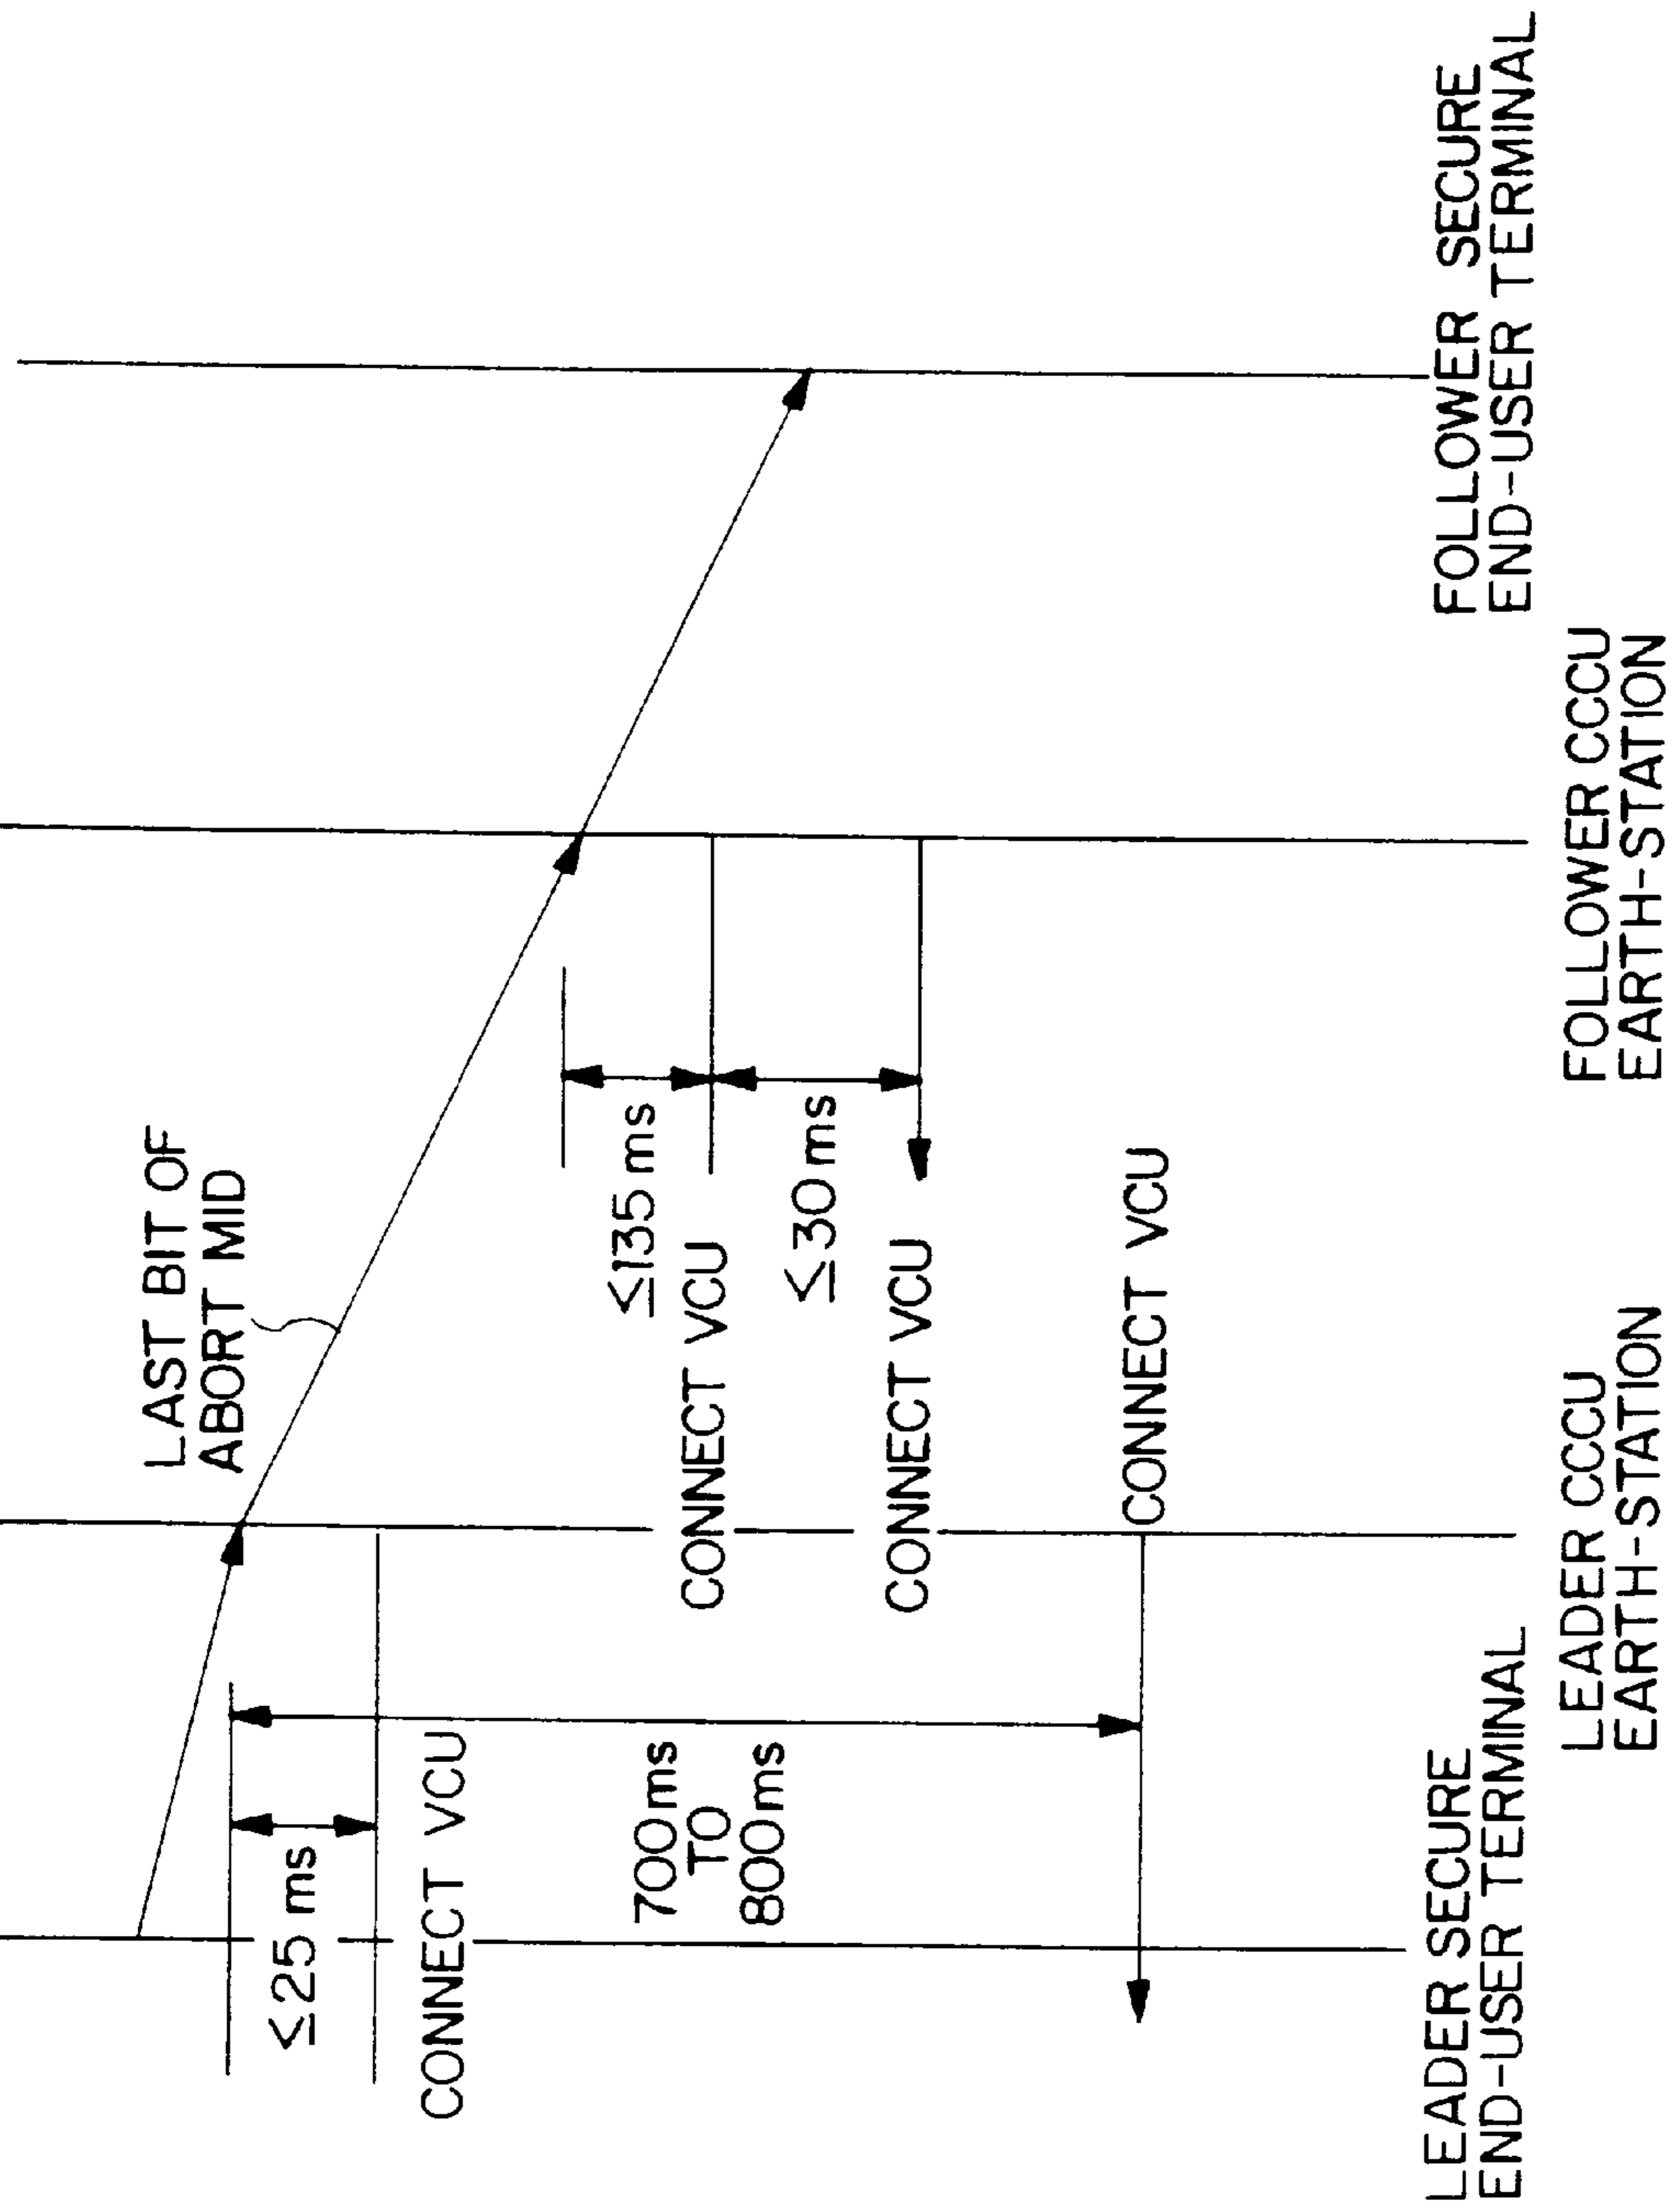 LAST BIT OF
ABORT MID
≤25 ms
CONNECT VCU
700ms
TO
800ms
≤135 ms
CONNECT VCU
≤30ms
CONNECT VCU
CONNECT VCU
LEADER SECURE
END-USER TERMINAL
LEADER CCCU
EARTH-STATION
FOLLOWER CCCU
EARTH-STATION
FOLLOWER SECURE
END-USER TERMINAL